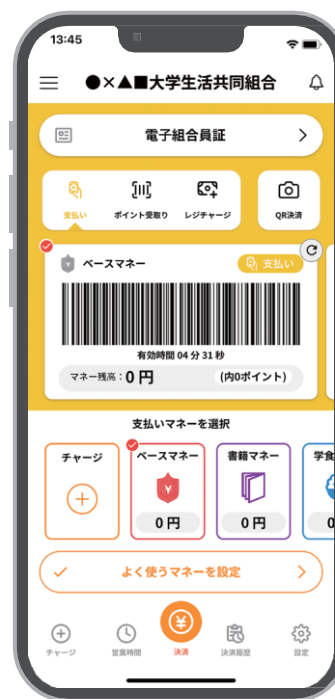 13:45
●×▲■大学生活共同組合
電子組合員証
支払い
ポイント受取り
レジチャージ
QR決済
ベースマネー
支払い
有効時間 04 分 31 秒
マネー残高：0 円
(内0ポイント)
支払いマネーを選択
チャージ
ベースマネー
0 円
書籍マネー
0 円
学食
0
よく使うマネーを設定
チャージ
営業時間
決済
決済履歴
設定